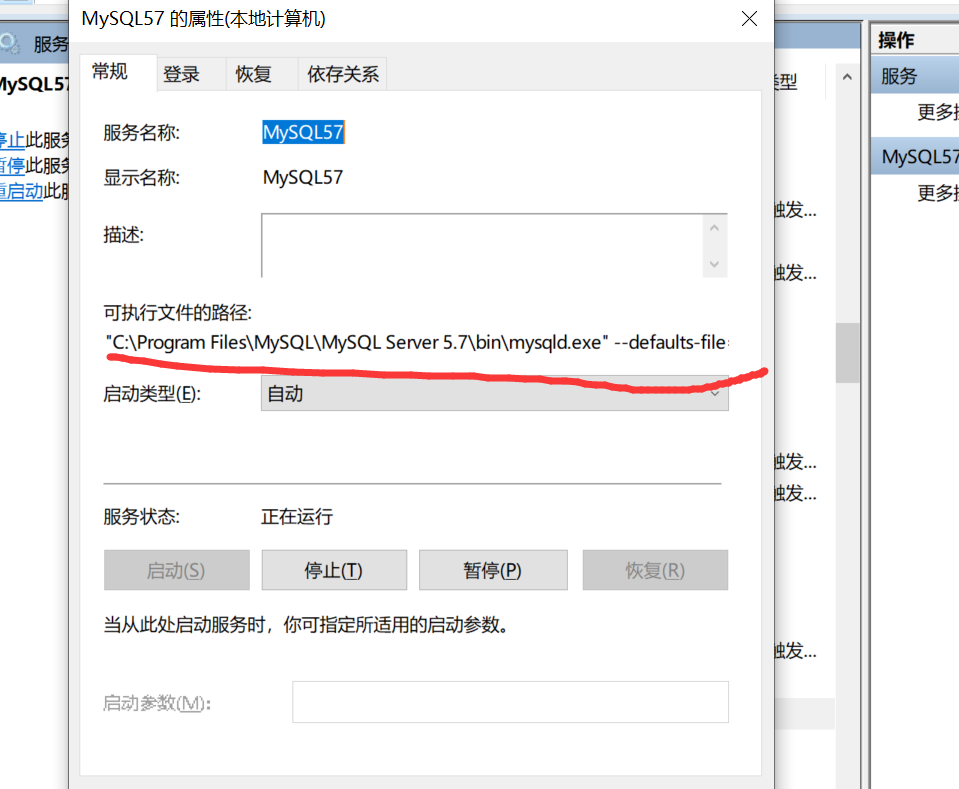 MySQL57 的属性(本地计算机)
服务
操作
常规
登录
恢复
依存关系
MySQL57
服务
服务名称:
MySQL57
停止此服务
更多
暂停此服务
MySQL57
显示名称:
MySQL57
重启动此服
更多
描述:
触发...
触发...
可执行文件的路径:
"C:\Program Files\MySQL\MySQL Server 5.7\bin\mysqld.exe" --defaults-file
启动类型(E):
自动
触发...
触发...
服务状态:
正在运行
启动(S)
停止(T)
暂停(P)
恢复(R)
当从此处启动服务时，你可指定所适用的启动参数。
触发...
启动参数(M):